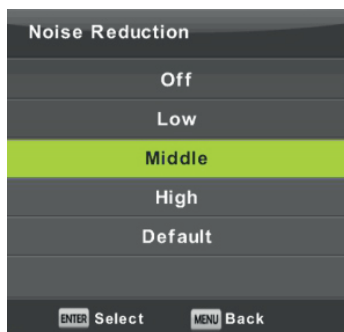 Noise Reduction
Off
Low
Middle
High
Default
ENTER Select MENU Back